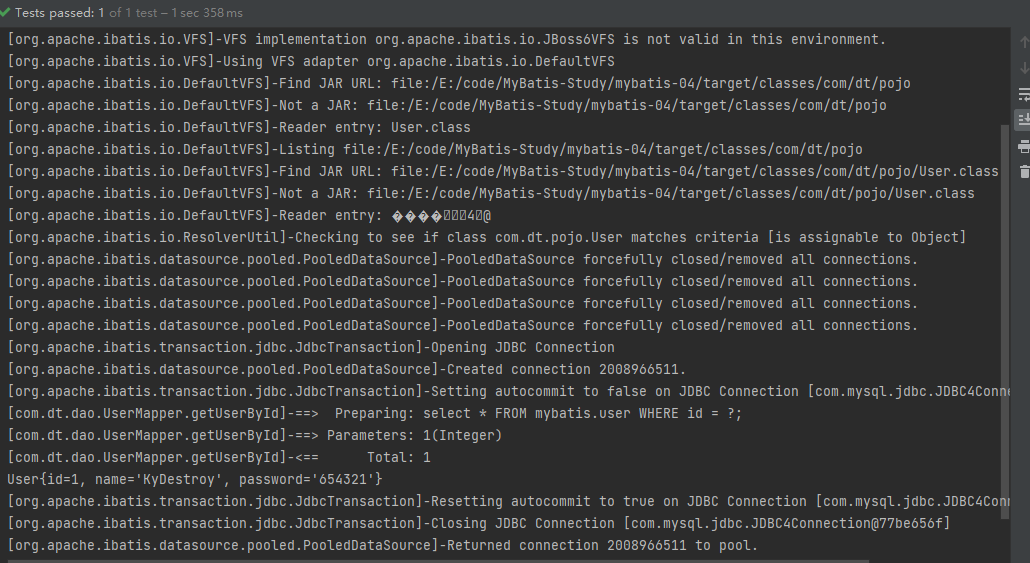 Tests passed: 1 of 1 test – 1 sec 358 ms
[org.apache.ibatis.io.VFS]-VFS implementation org.apache.ibatis.io.JBoss6VFS is not valid in this environment.
[org.apache.ibatis.io.VFS]-Using VFS adapter org.apache.ibatis.io.DefaultVFS
[org.apache.ibatis.io.DefaultVFS]-Find JAR URL: file:/E:/code/MyBatis-Study/mybatis-04/target/classes/com/dt/pojo
[org.apache.ibatis.io.DefaultVFS]-Not a JAR: file:/E:/code/MyBatis-Study/mybatis-04/target/classes/com/dt/pojo
[org.apache.ibatis.io.DefaultVFS]-Reader entry: User.class
[org.apache.ibatis.io.DefaultVFS]-Listing file:/E:/code/MyBatis-Study/mybatis-04/target/classes/com/dt/pojo
[org.apache.ibatis.io.DefaultVFS]-Find JAR URL: file:/E:/code/MyBatis-Study/mybatis-04/target/classes/com/dt/pojo/User.class
[org.apache.ibatis.io.DefaultVFS]-Not a JAR: file:/E:/code/MyBatis-Study/mybatis-04/target/classes/com/dt/pojo/User.class
[org.apache.ibatis.io.DefaultVFS]-Reader entry: ����4@
[org.apache.ibatis.io.ResolverUtil]-Checking to see if class com.dt.pojo.User matches criteria [is assignable to Object]
[org.apache.ibatis.datasource.pooled.PooledDataSource]-PooledDataSource forcefully closed/removed all connections.
[org.apache.ibatis.datasource.pooled.PooledDataSource]-PooledDataSource forcefully closed/removed all connections.
[org.apache.ibatis.datasource.pooled.PooledDataSource]-PooledDataSource forcefully closed/removed all connections.
[org.apache.ibatis.datasource.pooled.PooledDataSource]-PooledDataSource forcefully closed/removed all connections.
[org.apache.ibatis.transaction.jdbc.JdbcTransaction]-Opening JDBC Connection
[org.apache.ibatis.datasource.pooled.PooledDataSource]-Created connection 2008966511.
[org.apache.ibatis.transaction.jdbc.JdbcTransaction]-Setting autocommit to false on JDBC Connection [com.mysql.jdbc.JDBC4Conne
[com.dt.dao.UserMapper.getUserById]-==>  Preparing: select * FROM mybatis.user WHERE id = ?;
[com.dt.dao.UserMapper.getUserById]-==> Parameters: 1(Integer)
[com.dt.dao.UserMapper.getUserById]-<==      Total: 1
User{id=1, name='KyDestroy', password='654321'}
[org.apache.ibatis.transaction.jdbc.JdbcTransaction]-Resetting autocommit to true on JDBC Connection [com.mysql.jdbc.JDBC4Conn
[org.apache.ibatis.transaction.jdbc.JdbcTransaction]-Closing JDBC Connection [com.mysql.jdbc.JDBC4Connection@77be656f]
[org.apache.ibatis.datasource.pooled.PooledDataSource]-Returned connection 2008966511 to pool.